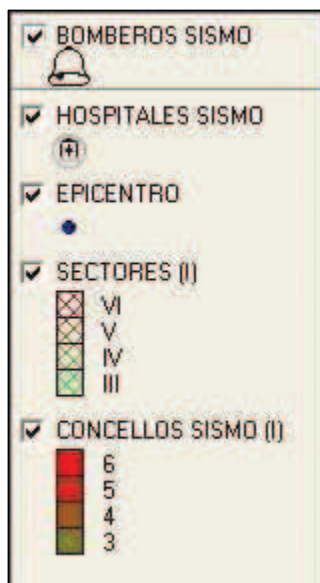 BOMBEROS SISMO
HOSPITALES SISMO
EPICENTRO
SECTORES (I)
VI
V
IV
III
CONCELLOS SISMO (I)
6
5
4
3